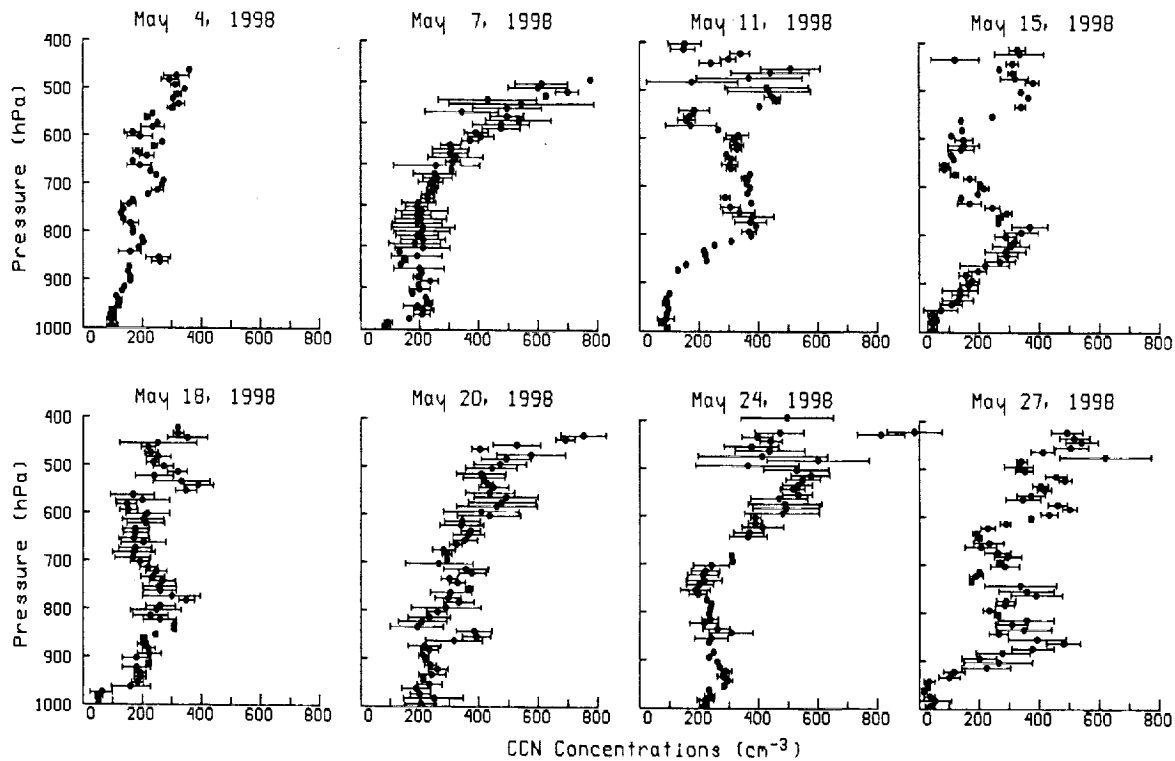 May 4, 1998
May 7, 1998
May 11, 1998
May 15, 1998
Pressure (hPa)
400
500
600
700
800
900
1000
0 200 400 600 800
0 200 400 600 800
0 200 400 600 800
0 200 400 600 800
May 18, 1998
May 20, 1998
May 24, 1998
May 27, 1998
Pressure (hPa)
400
500
600
700
800
900
1000
0 200 400 600 800
0 200 400 600 800
0 200 400 600 800
0 200 400 600 800
CCN Concentrations (cm⁻³)